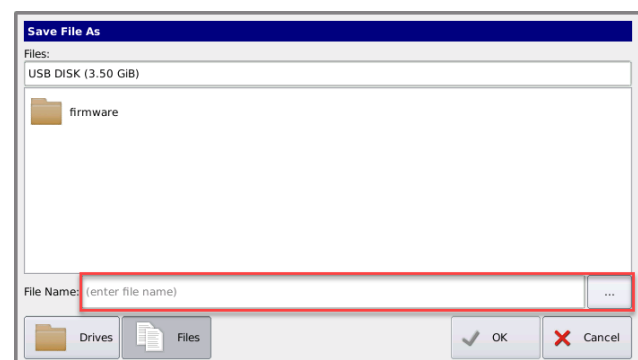 Save File As
Files:
USB DISK (3.50 GiB)
firmware
File Name: (enter file name) ...
Drives Files OK Cancel